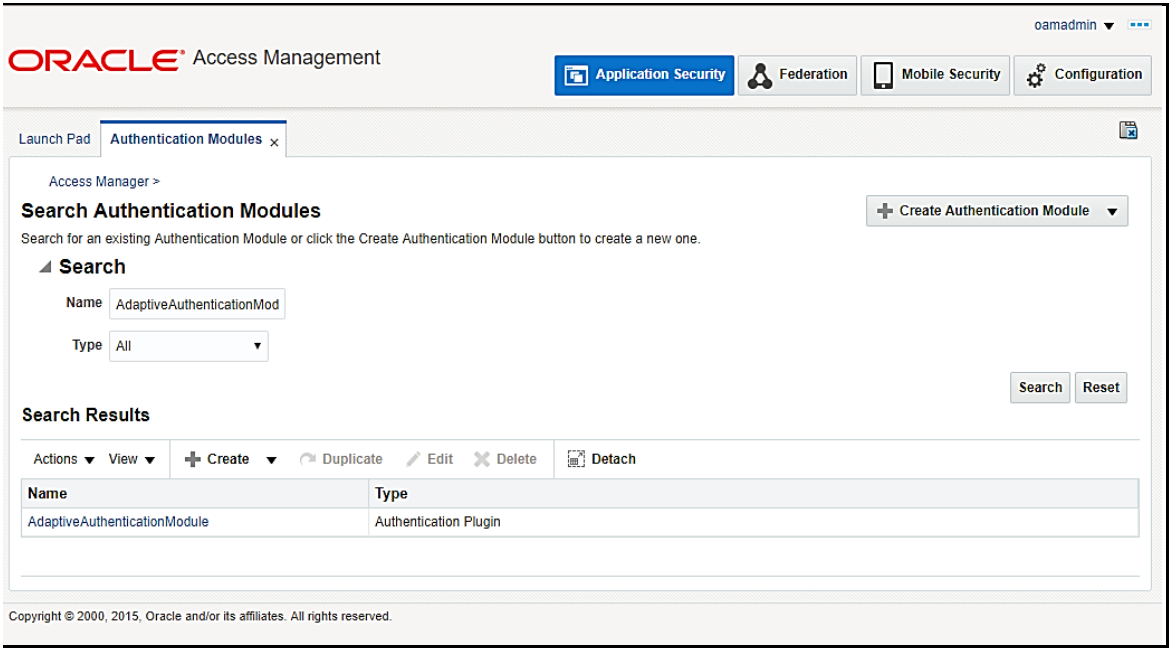 oamadmin
ORACLE® Access Management
Application Security Federation Mobile Security Configuration
Launch Pad Authentication Modules x
Access Manager >
Search Authentication Modules
Create Authentication Module
Search for an existing Authentication Module or click the Create Authentication Module button to create a new one.
Search
Name AdaptiveAuthenticationMod
Type All
Search Reset
Search Results
Actions View Create Duplicate Edit Delete Detach
Name Type
AdaptiveAuthenticationModule Authentication Plugin
Copyright © 2000, 2015, Oracle and/or its affiliates. All rights reserved.